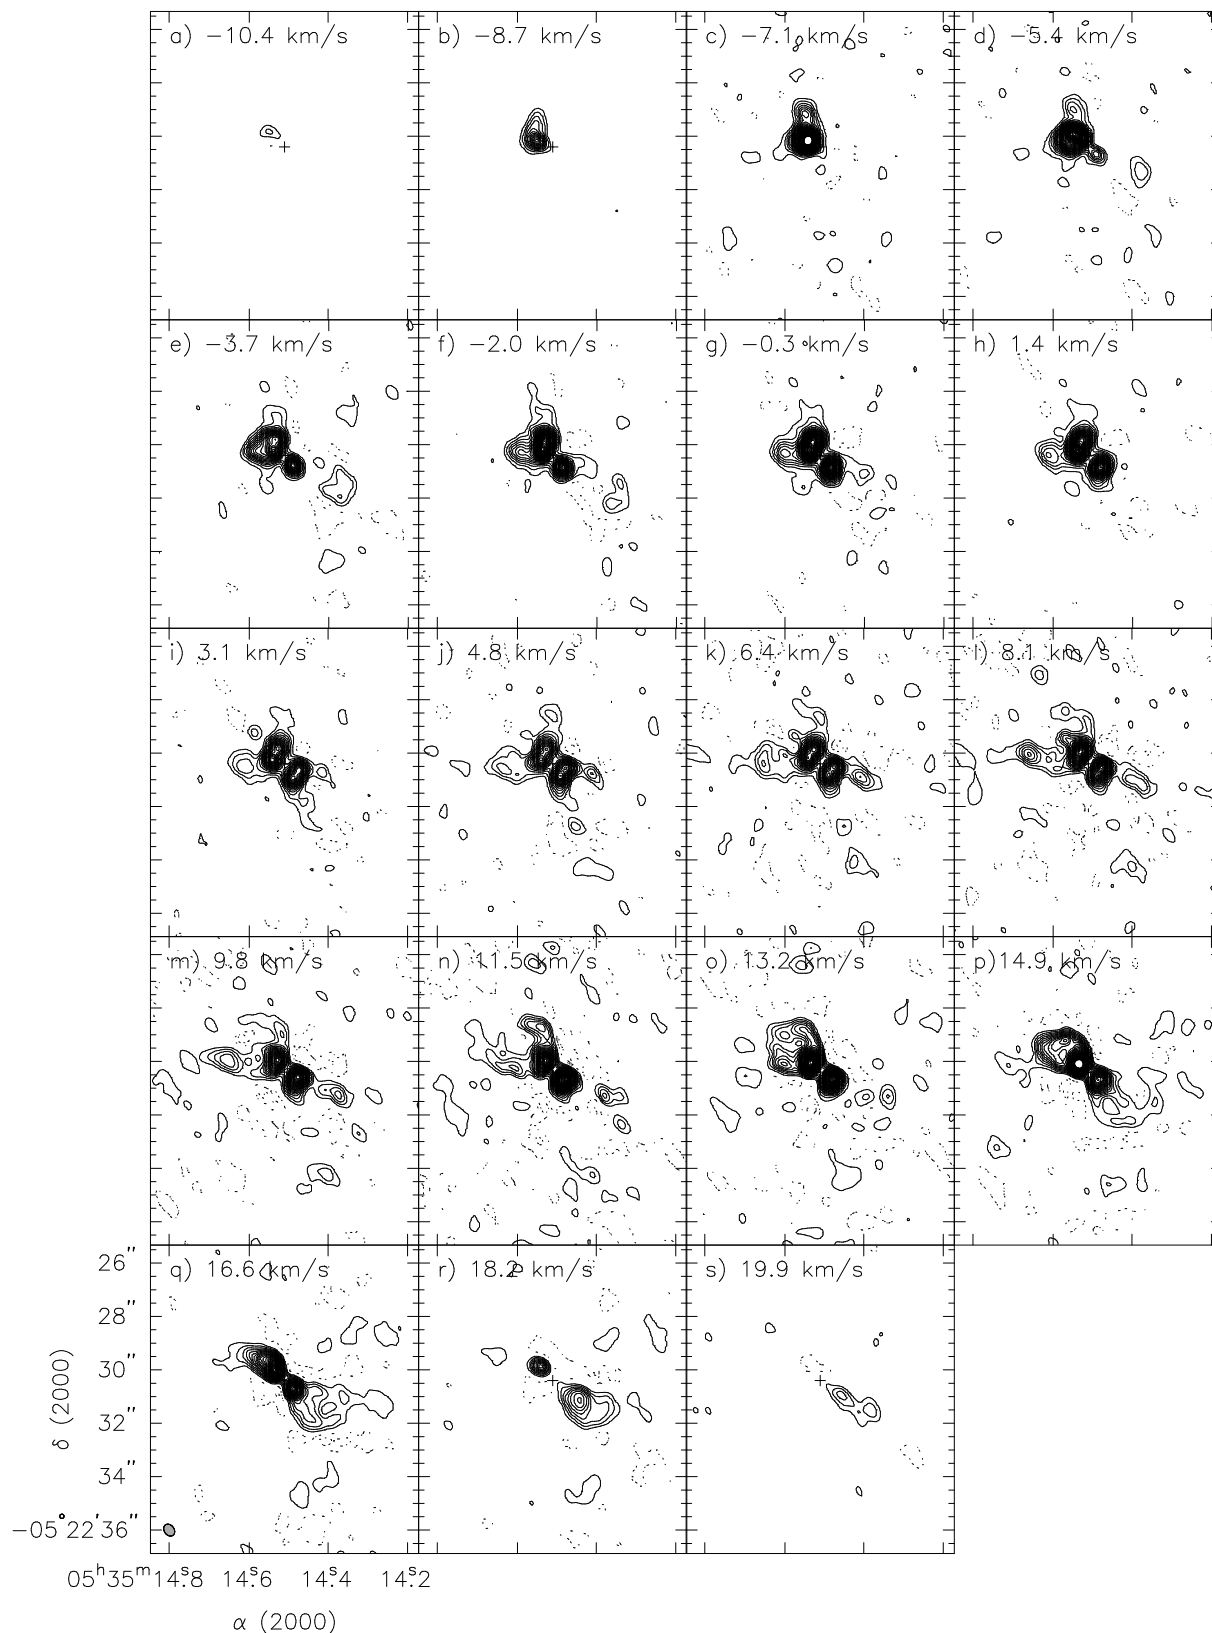 a) −10.4 km/s
b) −8.7 km/s
c) −7.1 km/s
d) −5.4 km/s
e) −3.7 km/s
f) −2.0 km/s
g) −0.3 km/s
h) 1.4 km/s
i) 3.1 km/s
j) 4.8 km/s
k) 6.4 km/s
l) 8.1 km/s
m) 9.8 km/s
n) 11.5 km/s
o) 13.2 km/s
p) 14.9 km/s
q) 16.6 km/s
r) 18.2 km/s
s) 19.9 km/s
26"
28"
30"
32"
34"
−05°22'36"
δ (2000)
05ʰ35ᵐ14ˢ.8
14ˢ.6
14ˢ.4
14ˢ.2
α (2000)